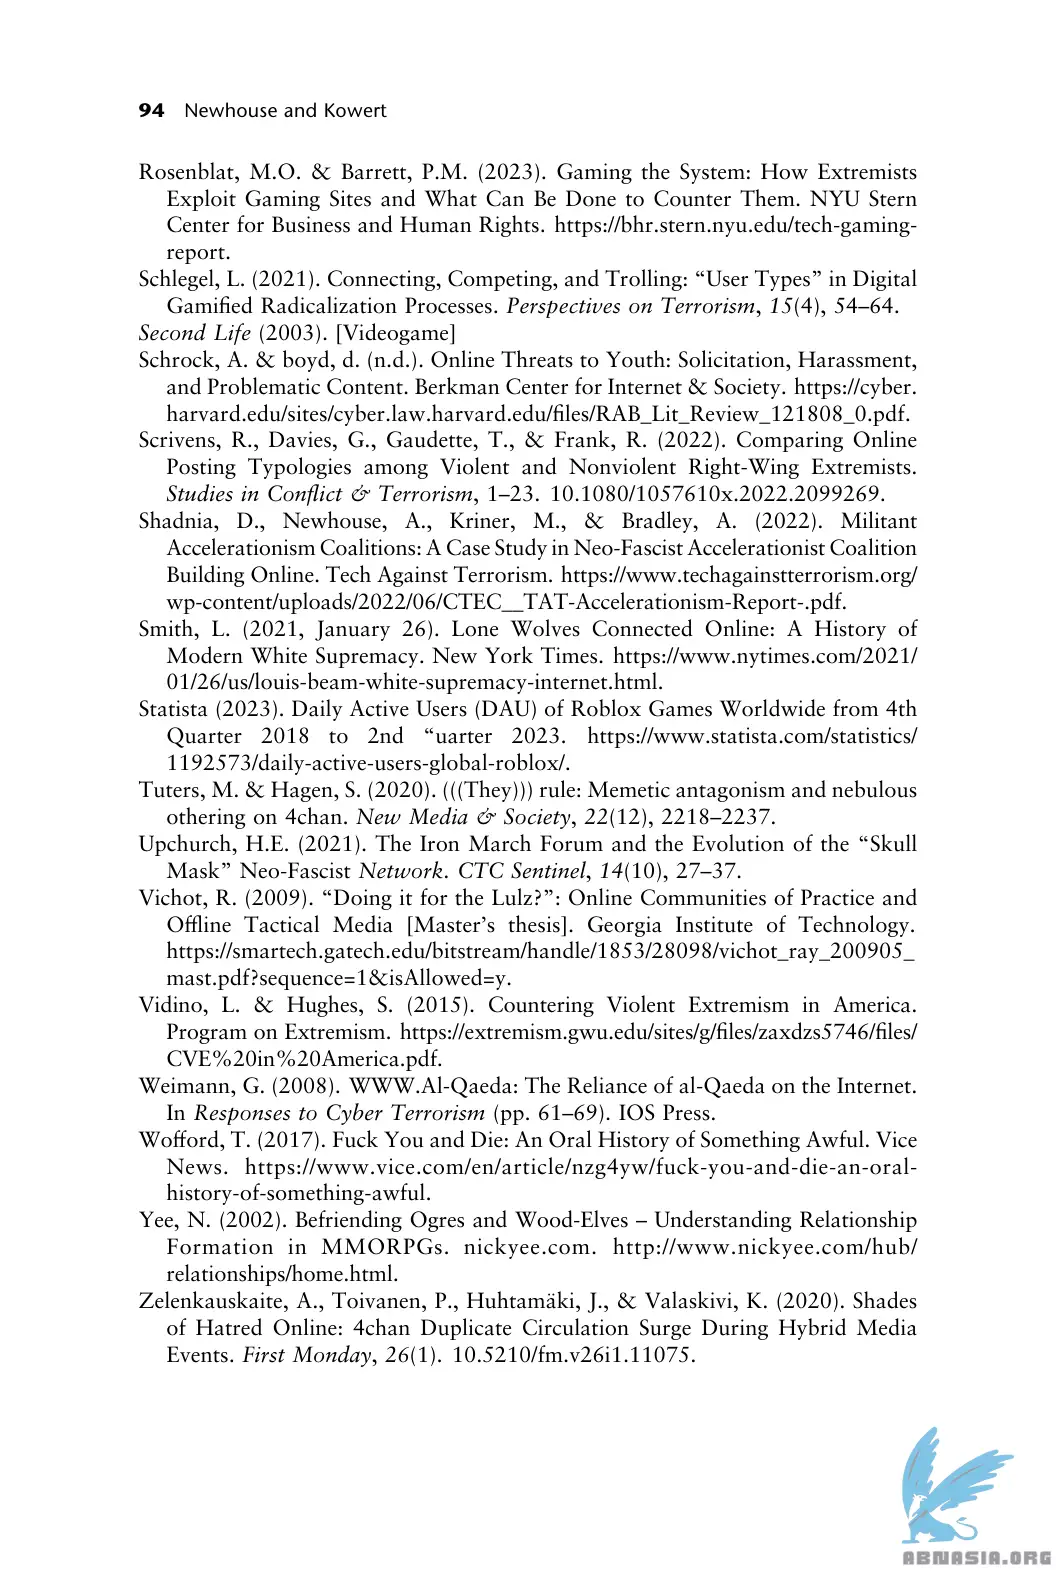 94 Newhouse and Kowert
Rosenblat, M.O. & Barrett, P.M. (2023). Gaming the System: How Extremists
Exploit Gaming Sites and What Can Be Done to Counter Them. NYU Stern
Center for Business and Human Rights. https://bhr.stern.nyu.edu/tech-gaming-
report.
Schlegel, L. (2021). Connecting, Competing, and Trolling: “User Types” in Digital
Gamified Radicalization Processes. Perspectives on Terrorism, 15(4), 54–64.
Second Life (2003). [Videogame]
Schrock, A. & boyd, d. (n.d.). Online Threats to Youth: Solicitation, Harassment,
and Problematic Content. Berkman Center for Internet & Society. https://cyber.
harvard.edu/sites/cyber.law.harvard.edu/files/RAB_Lit_Review_121808_0.pdf.
Scrivens, R., Davies, G., Gaudette, T., & Frank, R. (2022). Comparing Online
Posting Typologies among Violent and Nonviolent Right-Wing Extremists.
Studies in Conflict & Terrorism, 1–23. 10.1080/1057610x.2022.2099269.
Shadnia, D., Newhouse, A., Kriner, M., & Bradley, A. (2022). Militant
Accelerationism Coalitions: A Case Study in Neo-Fascist Accelerationist Coalition
Building Online. Tech Against Terrorism. https://www.techagainstterrorism.org/
wp-content/uploads/2022/06/CTEC__TAT-Accelerationism-Report-.pdf.
Smith, L. (2021, January 26). Lone Wolves Connected Online: A History of
Modern White Supremacy. New York Times. https://www.nytimes.com/2021/
01/26/us/louis-beam-white-supremacy-internet.html.
Statista (2023). Daily Active Users (DAU) of Roblox Games Worldwide from 4th
Quarter 2018 to 2nd “uarter 2023. https://www.statista.com/statistics/
1192573/daily-active-users-global-roblox/.
Tuters, M. & Hagen, S. (2020). (((They))) rule: Memetic antagonism and nebulous
othering on 4chan. New Media & Society, 22(12), 2218–2237.
Upchurch, H.E. (2021). The Iron March Forum and the Evolution of the “Skull
Mask” Neo-Fascist Network. CTC Sentinel, 14(10), 27–37.
Vichot, R. (2009). “Doing it for the Lulz?”: Online Communities of Practice and
Offline Tactical Media [Master’s thesis]. Georgia Institute of Technology.
https://smartech.gatech.edu/bitstream/handle/1853/28098/vichot_ray_200905_
mast.pdf?sequence=1&isAllowed=y.
Vidino, L. & Hughes, S. (2015). Countering Violent Extremism in America.
Program on Extremism. https://extremism.gwu.edu/sites/g/files/zaxdzs5746/files/
CVE%20in%20America.pdf.
Weimann, G. (2008). WWW.Al-Qaeda: The Reliance of al-Qaeda on the Internet.
In Responses to Cyber Terrorism (pp. 61–69). IOS Press.
Wofford, T. (2017). Fuck You and Die: An Oral History of Something Awful. Vice
News. https://www.vice.com/en/article/nzg4yw/fuck-you-and-die-an-oral-
history-of-something-awful.
Yee, N. (2002). Befriending Ogres and Wood-Elves – Understanding Relationship
Formation in MMORPGs. nickyee.com. http://www.nickyee.com/hub/
relationships/home.html.
Zelenkauskaite, A., Toivanen, P., Huhtamäki, J., & Valaskivi, K. (2020). Shades
of Hatred Online: 4chan Duplicate Circulation Surge During Hybrid Media
Events. First Monday, 26(1). 10.5210/fm.v26i1.11075.
ABNASIA.ORG